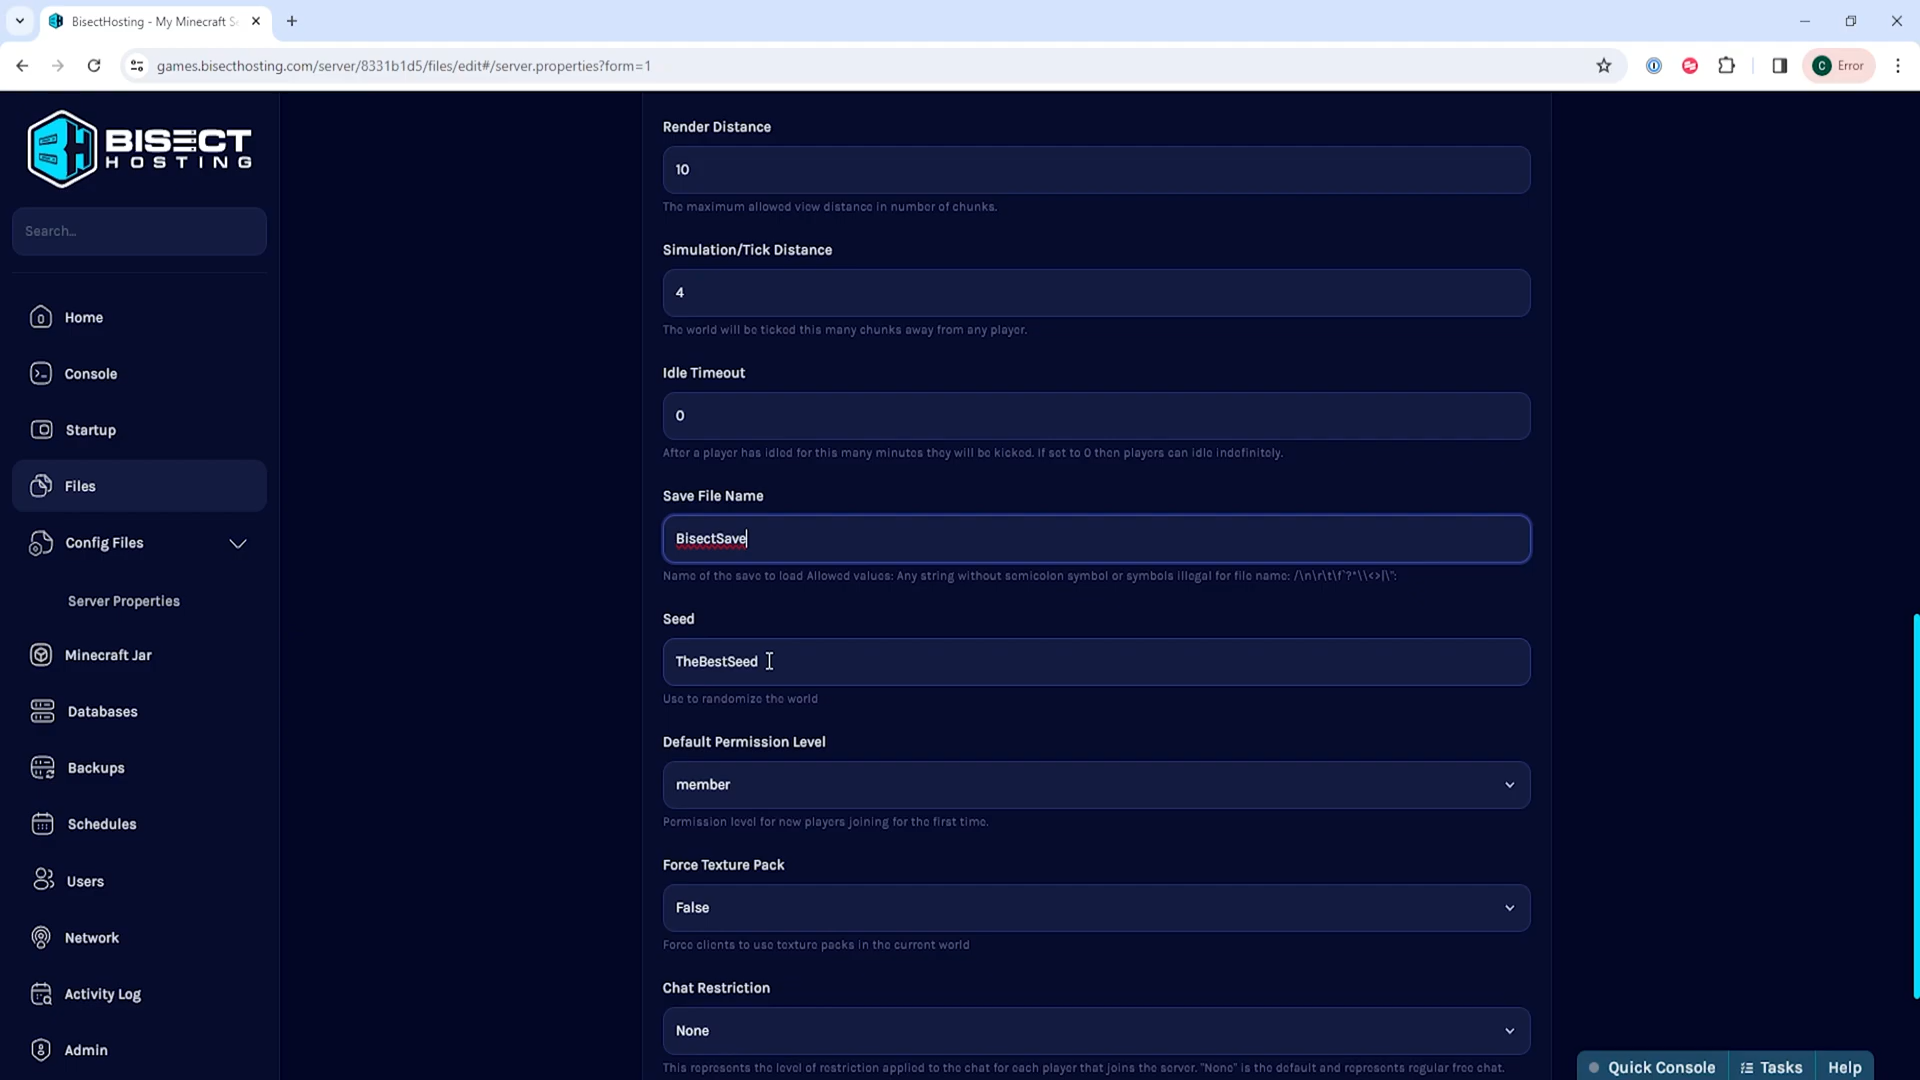 BisectHosting - My Minecraft S
games.bisecthosting.com/server/8331b1d5/files/edit#/server.properties?form=1
C Error
BISECT
HOSTING
Search...
Home
Console
Startup
Files
Config Files
Server Properties
Minecraft Jar
Databases
Backups
Schedules
Users
Network
Activity Log
Admin
Render Distance
10
The maximum allowed view distance in number of chunks.
Simulation/Tick Distance
4
The world will be ticked this many chunks away from any player.
Idle Timeout
0
After a player has idled for this many minutes they will be kicked. If set to 0 then players can idle indefinitely.
Save File Name
BisectSave
Name of the save to load Allowed values: Any string without semicolon symbol or symbols illegal for file name: /\n\r\t\f`?*\\<>|\":
Seed
TheBestSeed
Use to randomize the world
Default Permission Level
member
Permission level for new players joining for the first time.
Force Texture Pack
False
Force clients to use texture packs in the current world
Chat Restriction
None
This represents the level of restriction applied to the chat for each player that joins the server. "None" is the default and represents regular free chat.
Quick Console
Tasks
Help